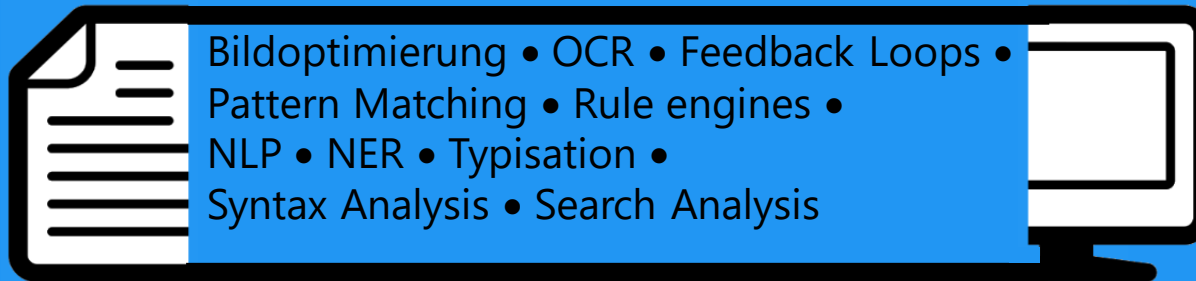 Bildoptimierung • OCR • Feedback Loops •
Pattern Matching • Rule engines •
NLP • NER • Typisation •
Syntax Analysis • Search Analysis